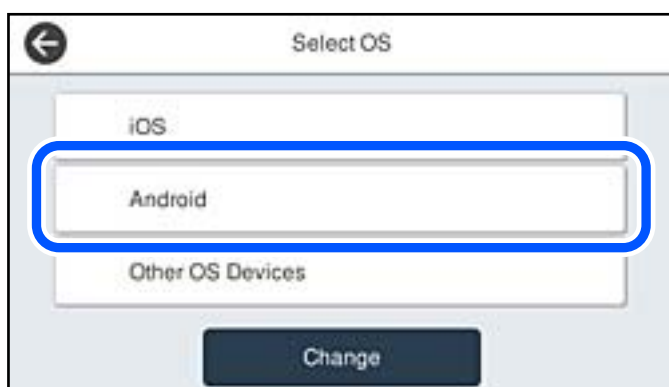 Select OS
iOS
Android
Other OS Devices
Change